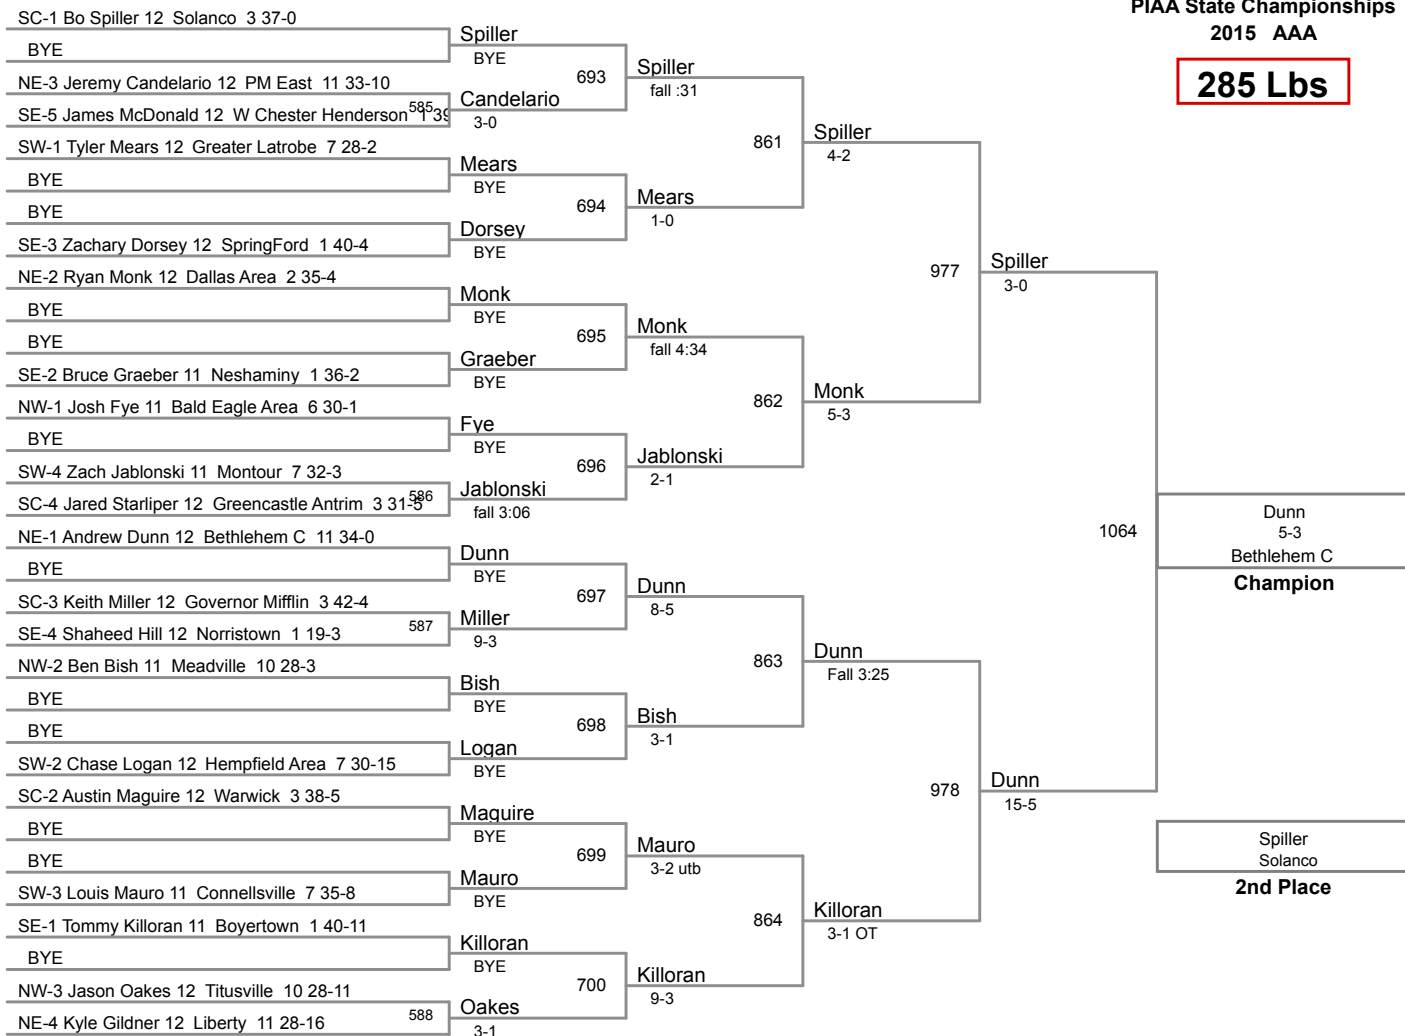 PIAA State Championships
2015 AAA
285 Lbs
SC-1 Bo Spiller 12 Solanco 3 37-0
BYE
NE-3 Jeremy Candelario 12 PM East 11 33-10
SE-5 James McDonald 12 W Chester Henderson 1 39
585
SW-1 Tyler Mears 12 Greater Latrobe 7 28-2
BYE
BYE
SE-3 Zachary Dorsey 12 SpringFord 1 40-4
NE-2 Ryan Monk 12 Dallas Area 2 35-4
BYE
BYE
SE-2 Bruce Graeber 11 Neshaminy 1 36-2
NW-1 Josh Fye 11 Bald Eagle Area 6 30-1
BYE
SW-4 Zach Jablonski 11 Montour 7 32-3
SC-4 Jared Starliper 12 Greencastle Antrim 3 31-5
586
NE-1 Andrew Dunn 12 Bethlehem C 11 34-0
BYE
SC-3 Keith Miller 12 Governor Mifflin 3 42-4
SE-4 Shaheed Hill 12 Norristown 1 19-3
587
NW-2 Ben Bish 11 Meadville 10 28-3
BYE
BYE
SW-2 Chase Logan 12 Hempfield Area 7 30-15
SC-2 Austin Maguire 12 Warwick 3 38-5
BYE
BYE
SW-3 Louis Mauro 11 Connellsville 7 35-8
SE-1 Tommy Killoran 11 Boyertown 1 40-11
BYE
NW-3 Jason Oakes 12 Titusville 10 28-11
NE-4 Kyle Gildner 12 Liberty 11 28-16
588
Spiller
BYE
693
Candelario
3-0
Mears
BYE
694
Dorsey
BYE
Monk
BYE
695
Graeber
BYE
Fye
BYE
696
Jablonski
fall 3:06
Dunn
BYE
697
Miller
9-3
Bish
BYE
698
Logan
BYE
Maguire
BYE
699
Mauro
BYE
Killoran
BYE
700
Oakes
3-1
Spiller
fall :31
861
Mears
1-0
Monk
fall 4:34
862
Jablonski
2-1
Dunn
8-5
863
Bish
3-1
Mauro
3-2 utb
864
Killoran
9-3
Spiller
4-2
977
Monk
5-3
Dunn
Fall 3:25
978
Killoran
3-1 OT
Spiller
3-0
1064
Dunn
15-5
Dunn
5-3
Bethlehem C
Champion
Spiller
Solanco
2nd Place